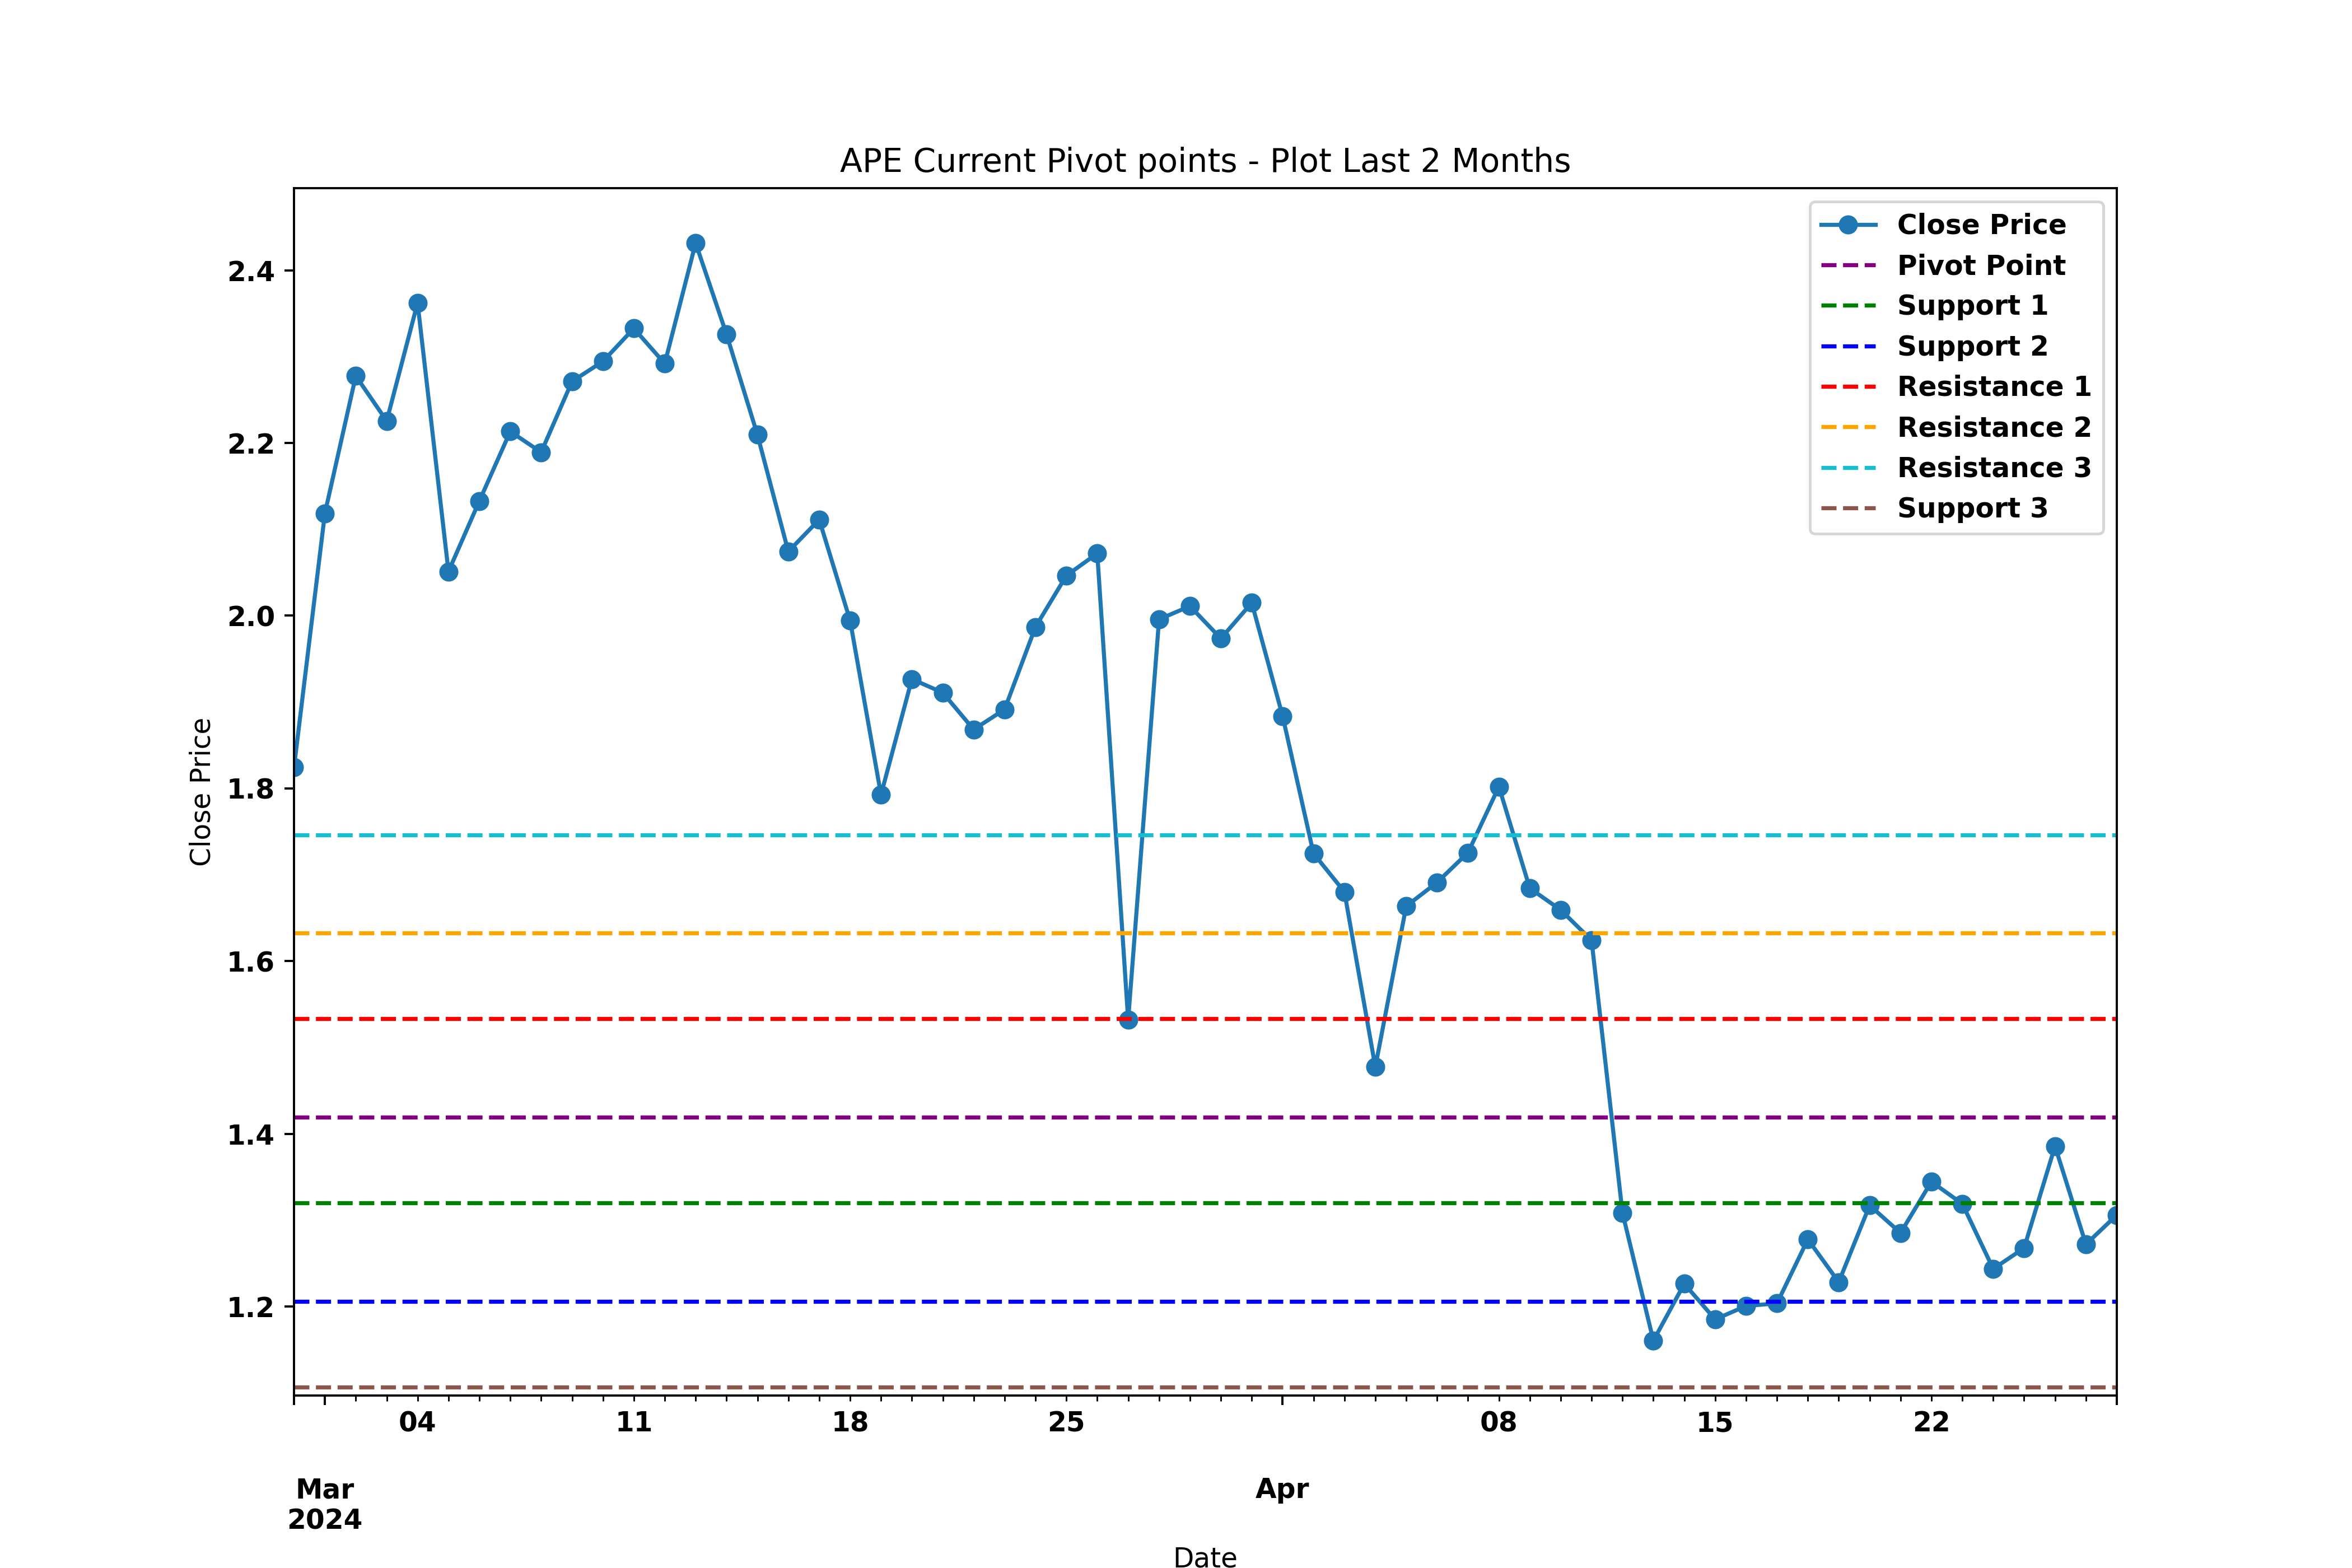 APE Current Pivot points - Plot Last 2 Months
Close Price
Pivot Point
Support 1
Support 2
Resistance 1
Resistance 2
Resistance 3
Support 3
2.4
2.2
2.0
1.8
1.6
1.4
1.2
Close Price
04 11 18 25 08 15 22
Mar Apr
2024
Date